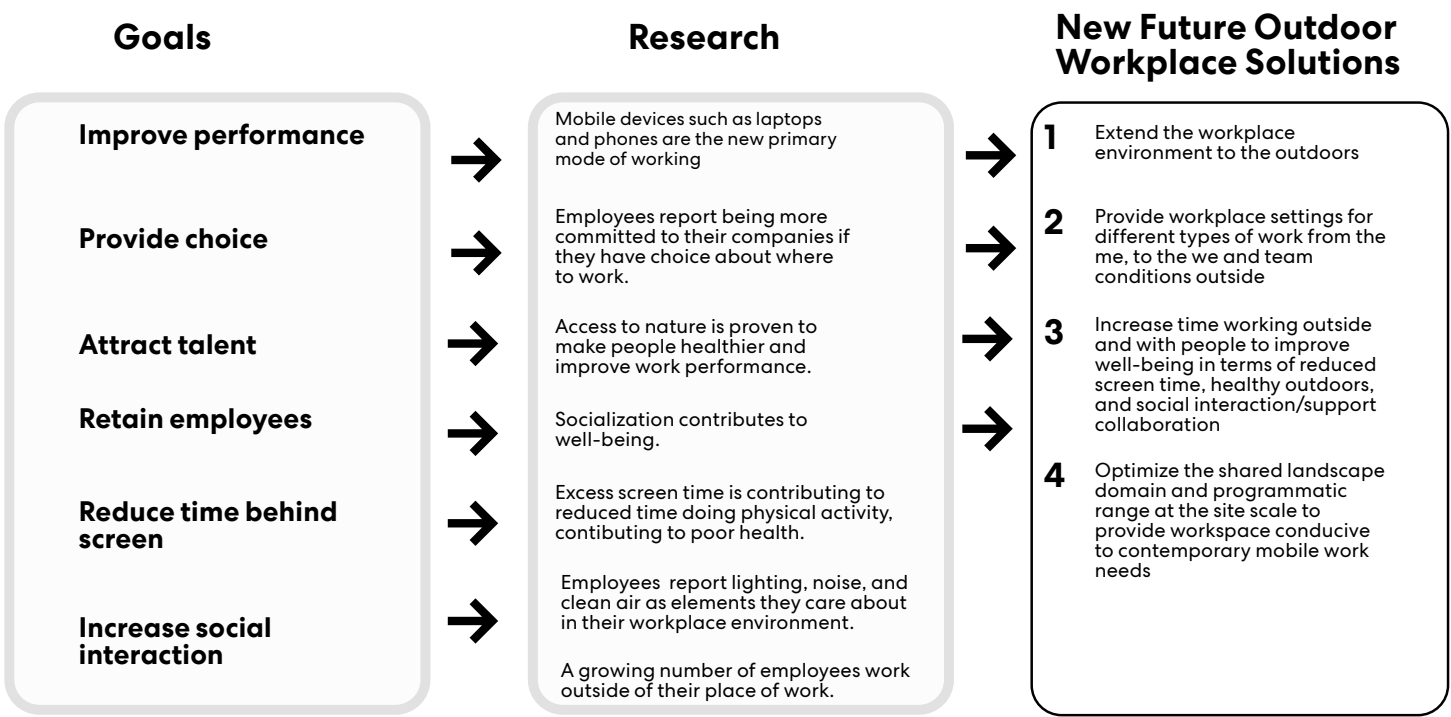 Goals
Improve performance
Provide choice
Attract talent
Retain employees
Reduce time behind
screen
Increase social
interaction
Research
Mobile devices such as laptops
and phones are the new primary
mode of working
Employees report being more
committed to their companies if
they have choice about where
to work.
Access to nature is proven to
make people healthier and
improve work performance.
Socialization contributes to
well-being.
Excess screen time is contributing to
reduced time doing physical activity,
contibuting to poor health.
Employees report lighting, noise, and
clean air as elements they care about
in their workplace environment.
A growing number of employees work
outside of their place of work.
New Future Outdoor
Workplace Solutions
1 Extend the workplace
environment to the outdoors
2 Provide workplace settings for
different types of work from the
me, to the we and team
conditions outside
3 Increase time working outside
and with people to improve
well-being in terms of reduced
screen time, healthy outdoors,
and social interaction/support
collaboration
4 Optimize the shared landscape
domain and programmatic
range at the site scale to
provide workspace conducive
to contemporary mobile work
needs